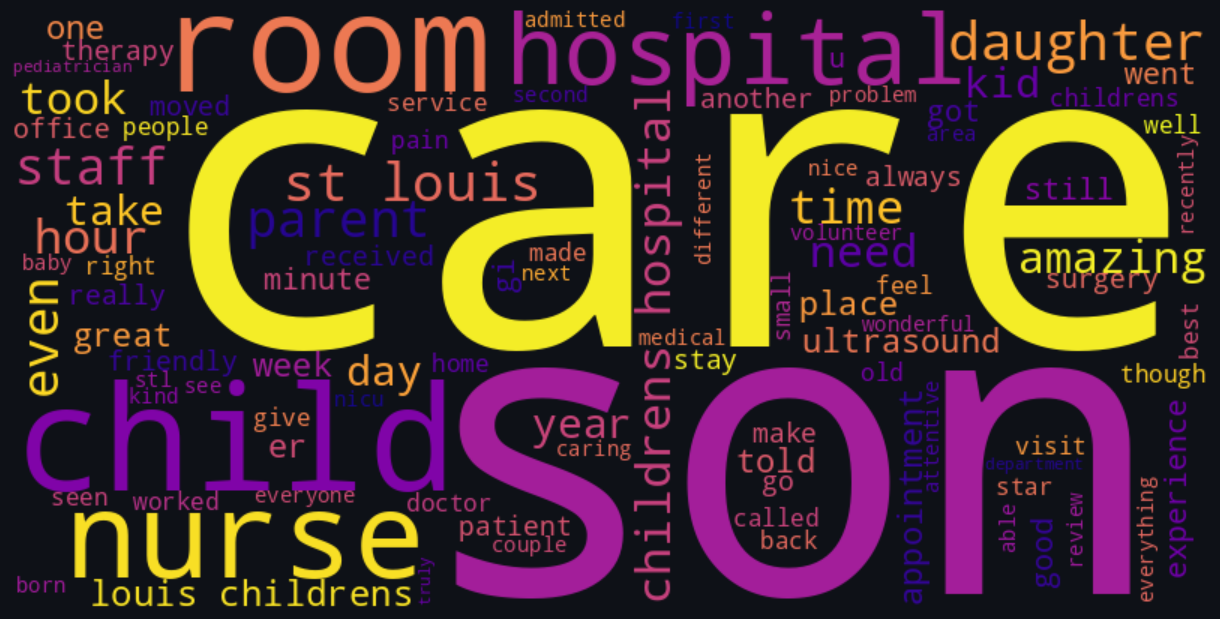 one
therapy
pediatrician
room
hospital
admitted
first
u
daughter
went
kid
childrens
took
moved
service
second
another
problem
got
area
office
people
well
staff
care
pain
st louis
different
nice
always
still
recently
take
parent
time
volunteer
hour
received
need
amazing
baby
right
minute
made
next
gi
surgery
feel
really
place
small
wonderful
even
great
childrens hospital
medical
ultrasound
best
friendly
week
day
home
stay
old
though
stl
see
kind
nicu
child
son
give
er
year
caring
make
told
go
appointment
attentive
visit
department
star
experience
seen
worked
everyone
doctor
called
back
able
good
review
everything
nurse
patient
couple
born
louis childrens
truly